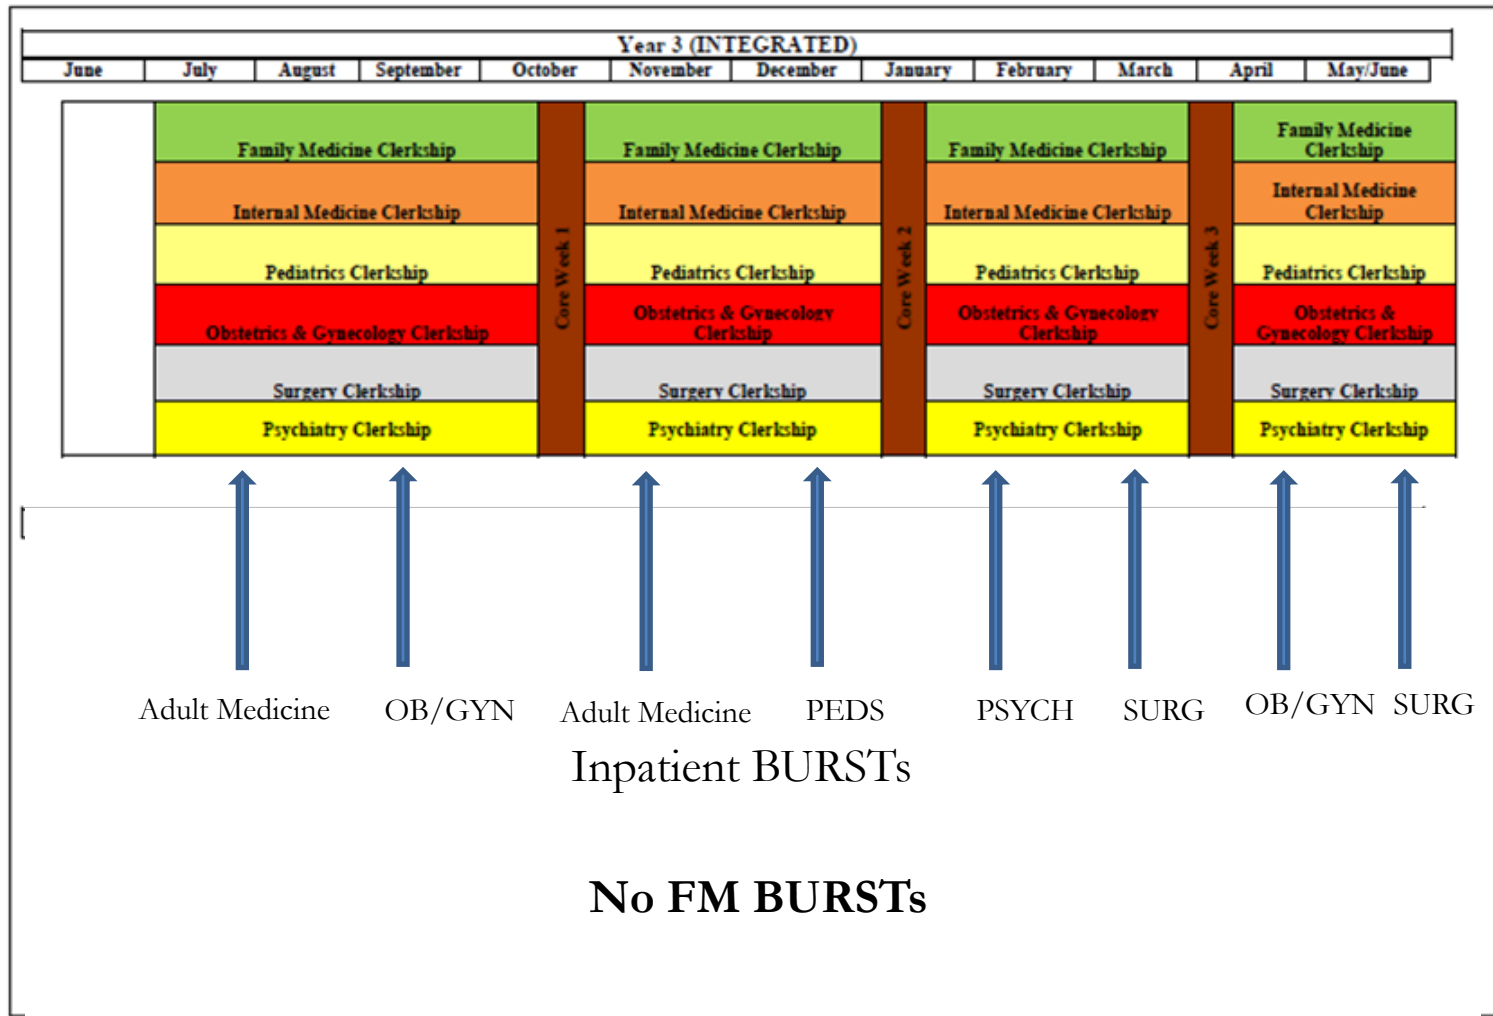 Year 3 (INTEGRATED)
June July August September October November December January February March April May/June
Family Medicine Clerkship
Internal Medicine Clerkship
Pediatrics Clerkship
Obstetrics & Gynecology Clerkship
Surgery Clerkship
Psychiatry Clerkship
Core Week 1
Family Medicine Clerkship
Internal Medicine Clerkship
Pediatrics Clerkship
Obstetrics & Gynecology
Clerkship
Surgery Clerkship
Psychiatry Clerkship
Core Week 2
Family Medicine Clerkship
Internal Medicine Clerkship
Pediatrics Clerkship
Obstetrics & Gynecology
Clerkship
Surgery Clerkship
Psychiatry Clerkship
Core Week 3
Family Medicine
Clerkship
Internal Medicine
Clerkship
Pediatrics Clerkship
Obstetrics &
Gynecology Clerkship
Surgery Clerkship
Psychiatry Clerkship
Adult Medicine OB/GYN Adult Medicine PEDS PSYCH SURG OB/GYN SURG
Inpatient BURSTs
No FM BURSTs